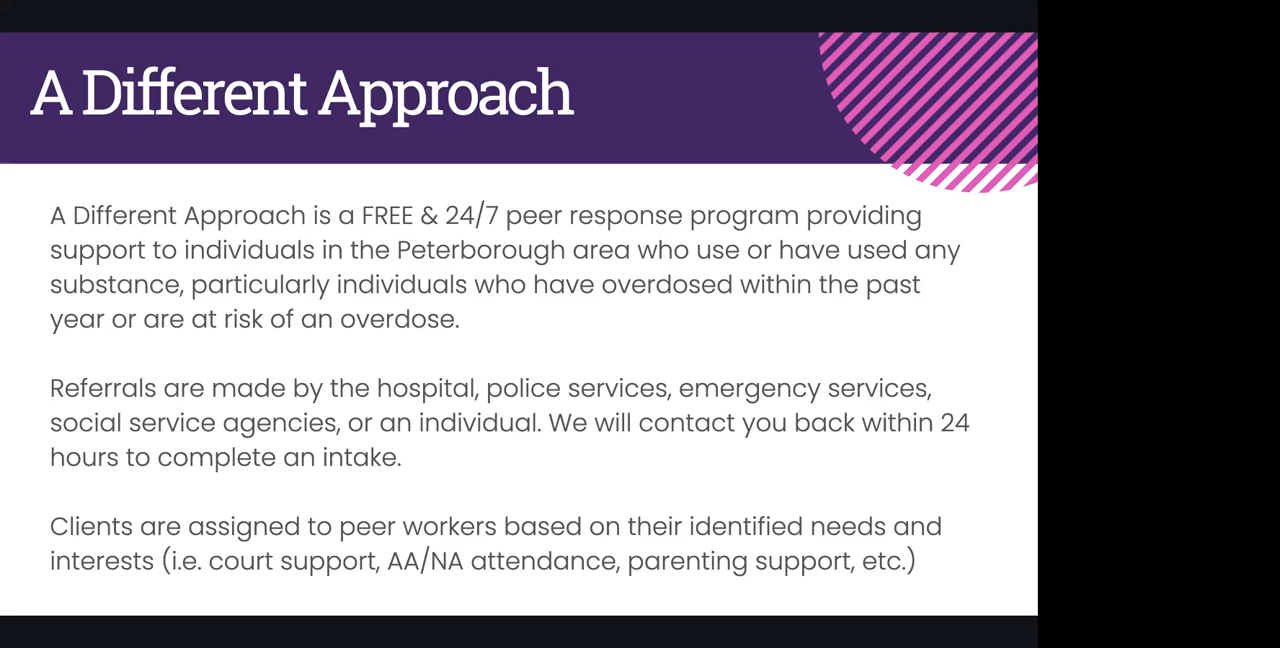 A Different Approach
A Different Approach is a FREE & 24/7 peer response program providing
support to individuals in the Peterborough area who use or have used any
substance, particularly individuals who have overdosed within the past
year or are at risk of an overdose.
Referrals are made by the hospital, police services, emergency services,
social service agencies, or an individual. We will contact you back within 24
hours to complete an intake.
Clients are assigned to peer workers based on their identified needs and
interests (i.e. court support, AA/NA attendance, parenting support, etc.)